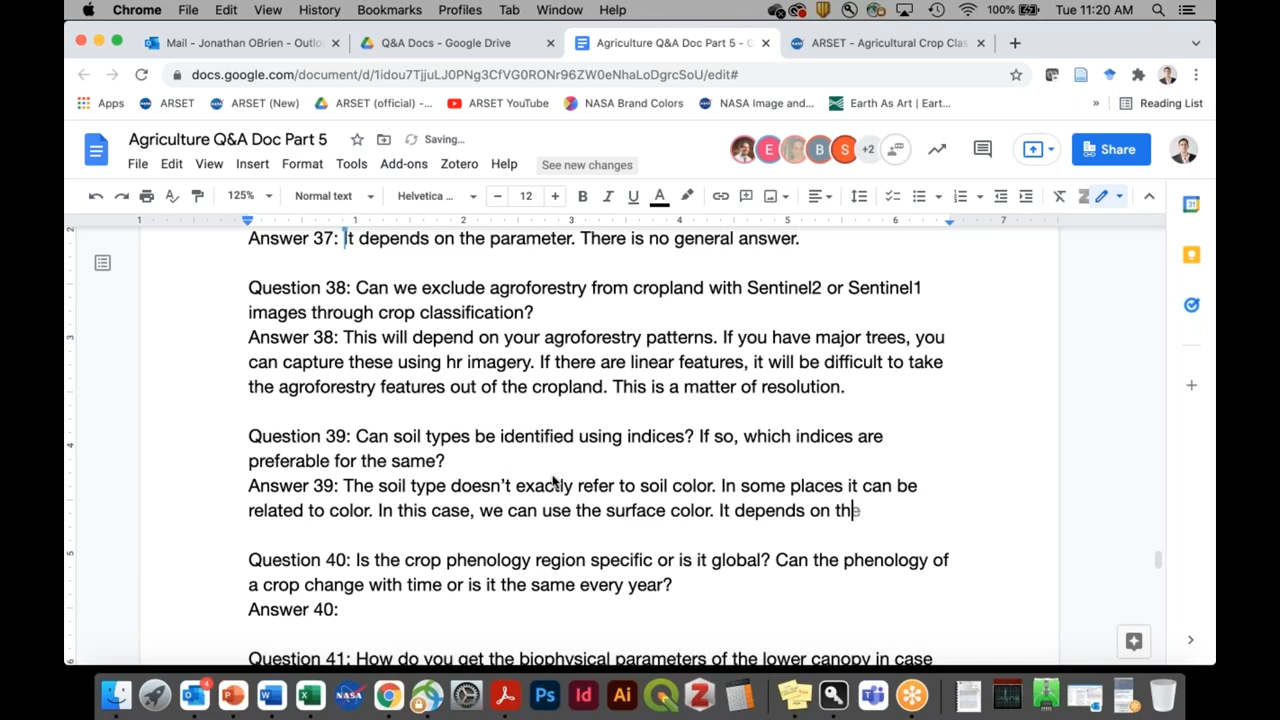 Chrome File Edit View History Bookmarks Profiles Tab Window Help 100% Tue 11:20 AM
Mail - Jonathan OBrien - Outlo Q&A Docs - Google Drive Agriculture Q&A Doc Part 5 - G ARSET - Agricultural Crop Clas
docs.google.com/document/d/1idou7TjjuLJ0PNg3CfVG0RONr96ZW0eNhaLoDgrcSoU/edit#
Apps ARSET ARSET (New) ARSET (official) -... ARSET YouTube NASA Brand Colors NASA Image and... Earth As Art | Eart... » Reading List
Agriculture Q&A Doc Part 5 Saving... E B S +2 Share
File Edit View Insert Format Tools Add-ons Zotero Help See new changes
125% Normal text Helvetica ... 12 B I U A
1 1 2 3 4 5 6 7
Answer 37: It depends on the parameter. There is no general answer.
Question 38: Can we exclude agroforestry from cropland with Sentinel2 or Sentinel1
images through crop classification?
Answer 38: This will depend on your agroforestry patterns. If you have major trees, you
can capture these using hr imagery. If there are linear features, it will be difficult to take
the agroforestry features out of the cropland. This is a matter of resolution.
Question 39: Can soil types be identified using indices? If so, which indices are
preferable for the same?
Answer 39: The soil type doesn't exactly refer to soil color. In some places it can be
related to color. In this case, we can use the surface color. It depends on the
Question 40: Is the crop phenology region specific or is it global? Can the phenology of
a crop change with time or is it the same every year?
Answer 40:
Question 41: How do you get the biophysical parameters of the lower canopy in case